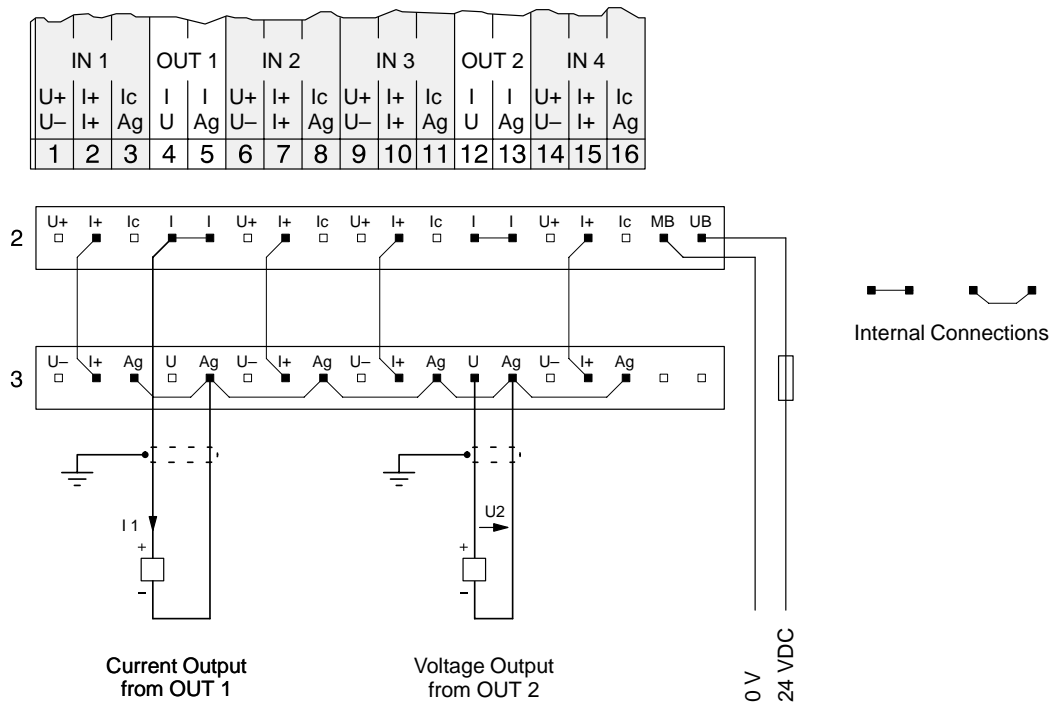 IN 1 OUT 1 IN 2 IN 3 OUT 2 IN 4
U+ I+ Ic I I U+ I+ Ic U+ I+ Ic I I U+ I+ Ic
U– I+ Ag U Ag U– I+ Ag U– I+ Ag U Ag U– I+ Ag
1 2 3 4 5 6 7 8 9 10 11 12 13 14 15 16
2 U+ I+ Ic I I U+ I+ Ic U+ I+ Ic I I U+ I+ Ic MB UB
Internal Connections
3 U– I+ Ag U Ag U– I+ Ag U– I+ Ag U Ag U– I+ Ag
I 1
U2
+
–
+
–
Current Output
from OUT 1
Voltage Output
from OUT 2
0 V
24 VDC